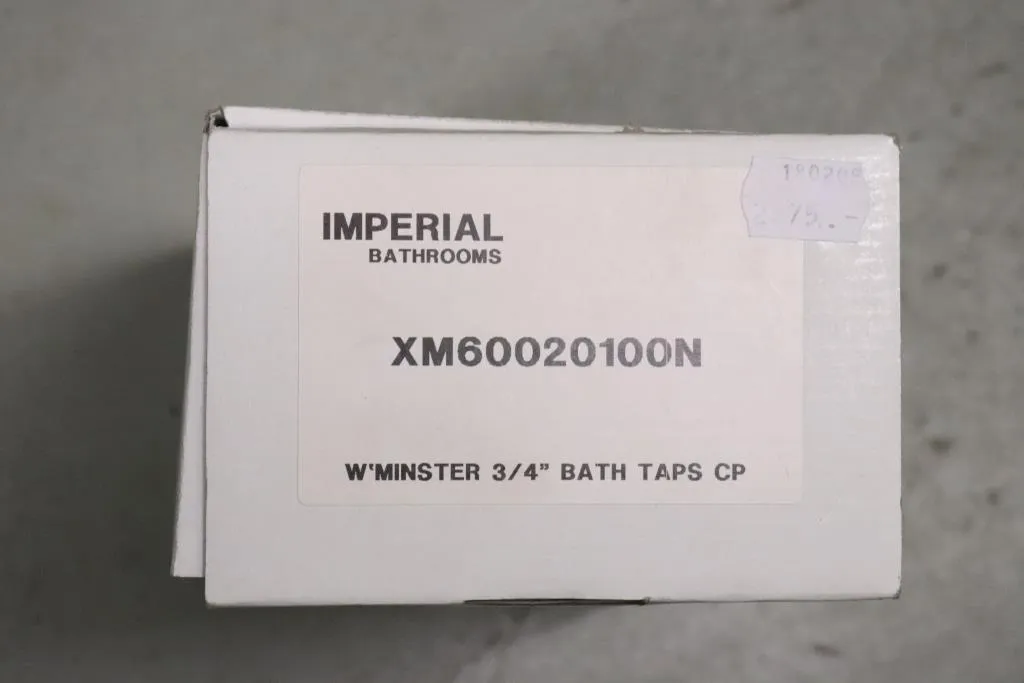 IMPERIAL
BATHROOMS
XM60020100N
W'MINSTER 3/4" BATH TAPS CP